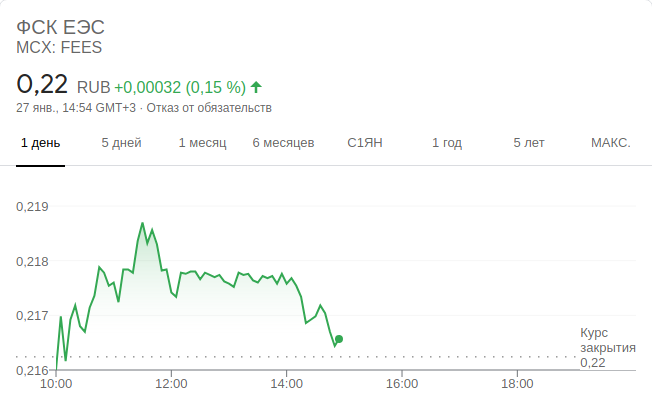 ФСК ЕЭС
MCX: FEES
0,22 RUB +0,00032 (0,15 %)
27 янв., 14:54 GMT+3 · Отказ от обязательств
1 день 5 дней 1 месяц 6 месяцев С1ЯН 1 год 5 лет МАКС.
0,219
0,218
0,217
Курс
закрытия
0,22
0,216
10:00 12:00 14:00 16:00 18:00